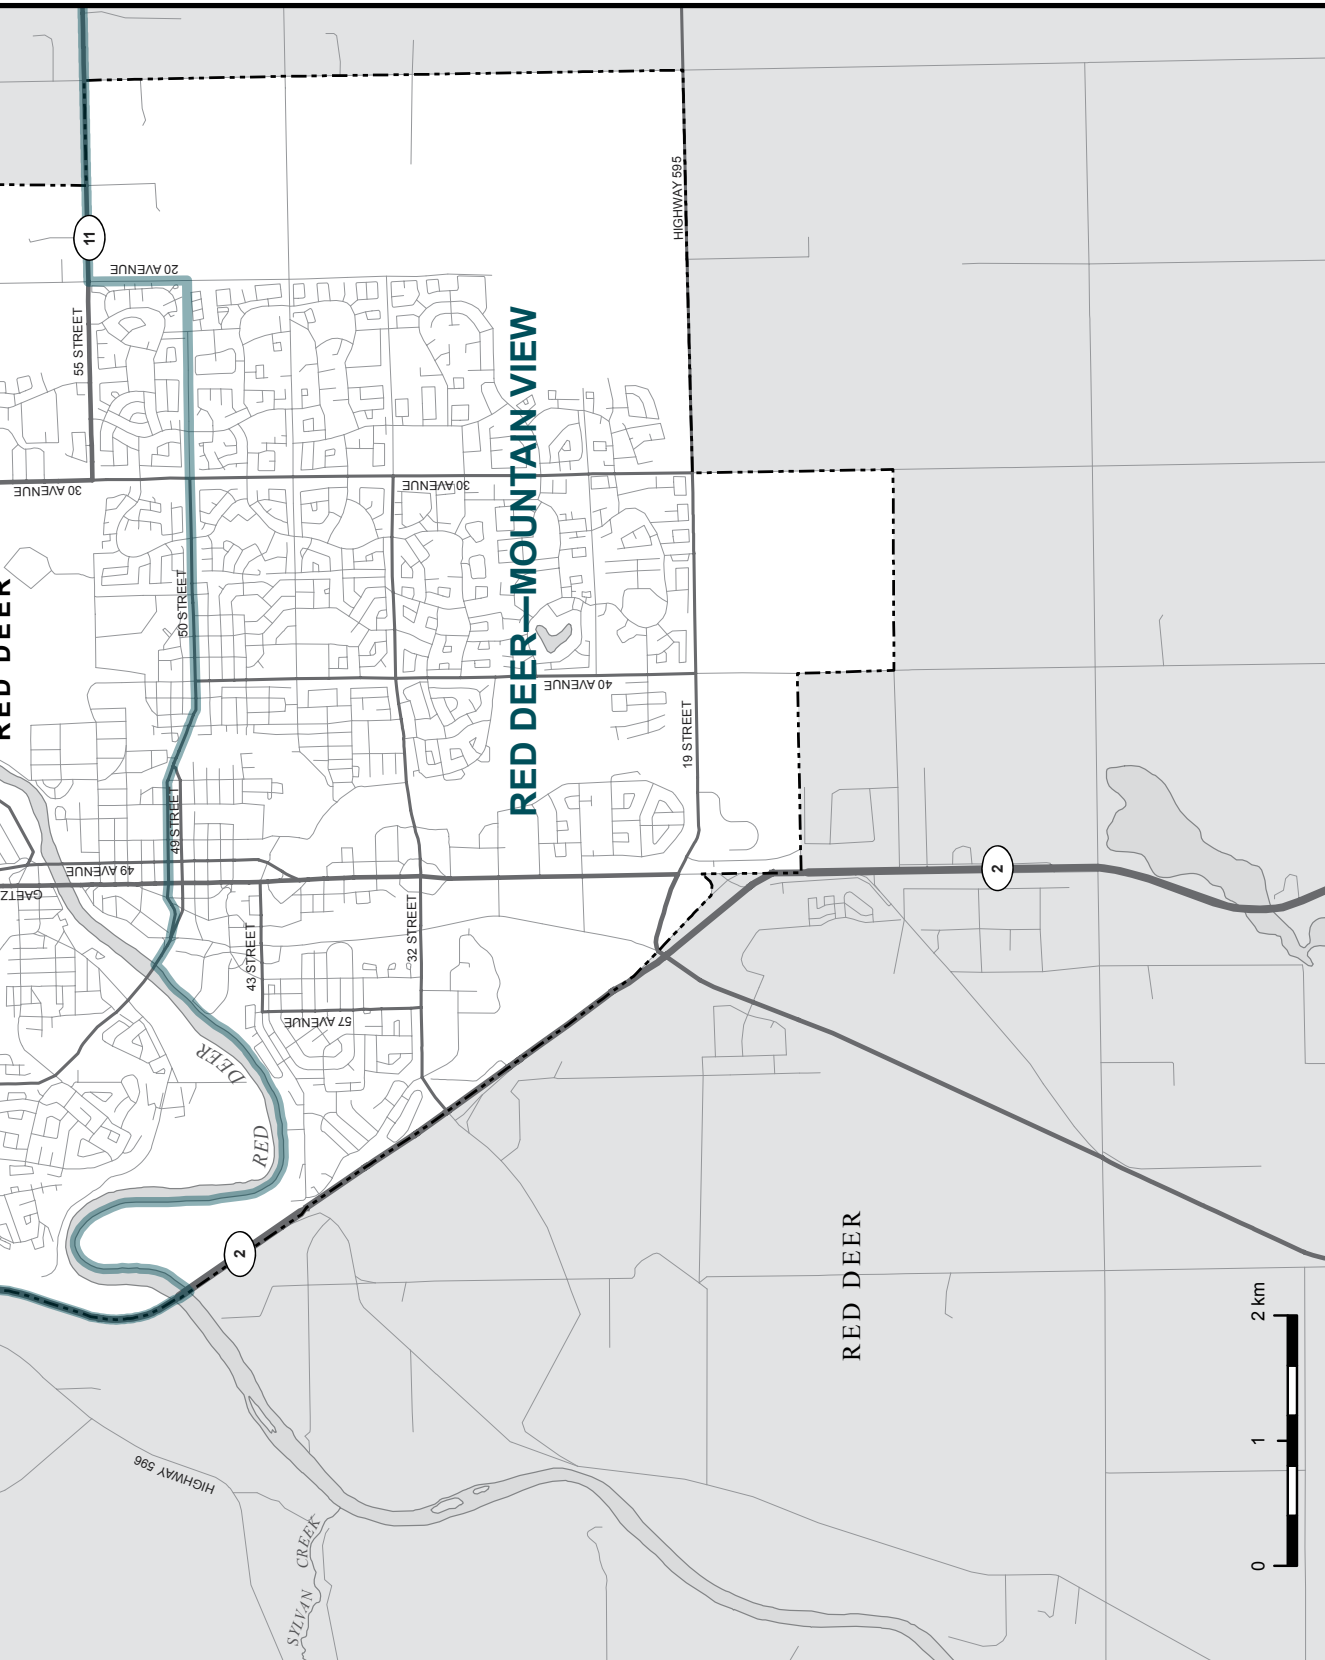 HIGHWAY 595
11
20 AVENUE
55 STREET
30 AVENUE
30 AVENUE
RED DEER—MOUNTAIN VIEW
RED DEER
50 STREET
40 AVENUE
19 STREET
49 STREET
49 AVENUE
GAETZ
2
32 STREET
43 STREET
57 AVENUE
RED DEER
2
RED DEER
HIGHWAY 596
SYLVAN CREEK
0 1 2 km